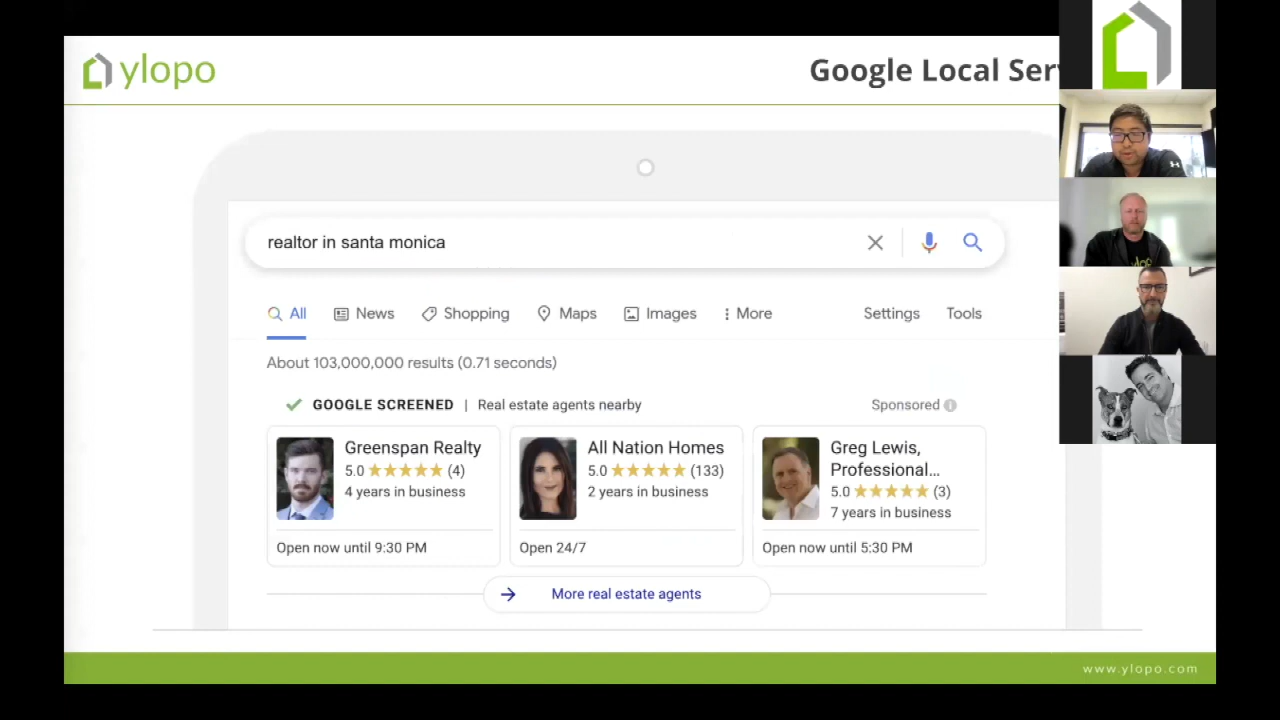 ylopo
Google Local Ser
realtor in santa monica
All News Shopping Maps Images More Settings Tools
About 103,000,000 results (0.71 seconds)
GOOGLE SCREENED | Real estate agents nearby Sponsored
Greenspan Realty
5.0 (4)
4 years in business
Open now until 9:30 PM
All Nation Homes
5.0 (133)
2 years in business
Open 24/7
Greg Lewis,
Professional...
5.0 (3)
7 years in business
Open now until 5:30 PM
More real estate agents
www.ylopo.com